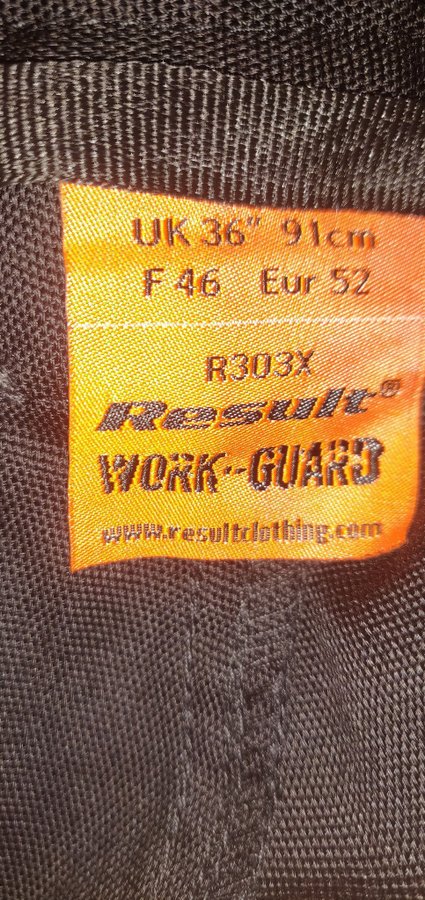 UK 36" 91cm
F 46 Eur 52
R303X
Result®
WORK-GUARD
www.resultclothing.com